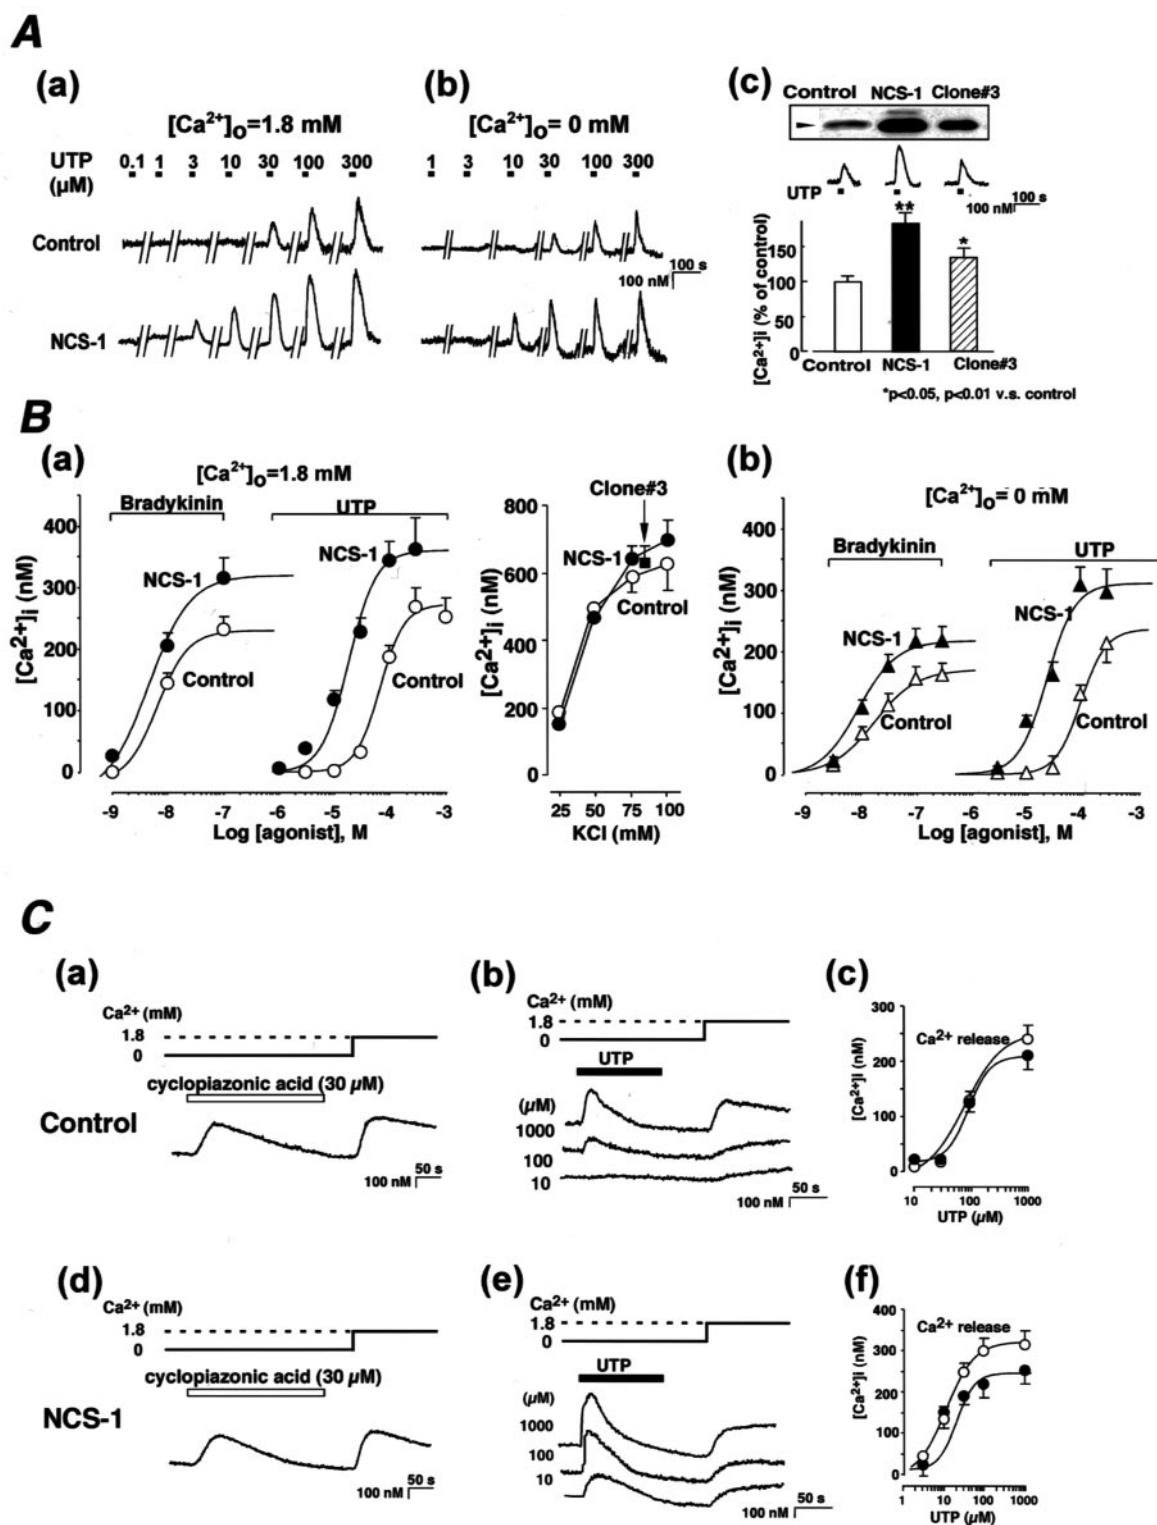 A
(a)
(b)
(c)
[Ca2+]o=1.8 mM
[Ca2+]o= 0 mM
Control NCS-1 Clone#3
UTP 0.1 1 3 10 30 100 300
(μM)
1 3 10 30 100 300
Control
NCS-1
100 s
100 nM
UTP
100 s
100 nM
**
*
[Ca2+]i (% of control)
150
100
50
0
Control NCS-1 Clone#3
*p<0.05, p<0.01 v.s. control
B
(a)
[Ca2+]o=1.8 mM
Bradykinin
UTP
[Ca2+]i (nM)
400
300
200
100
0
NCS-1
Control
NCS-1
Control
-9 -8 -7 -6 -5 -4 -3
Log [agonist], M
Clone#3
[Ca2+]i (nM)
800
600
400
200
0
NCS-1
Control
25 50 75 100
KCl (mM)
(b)
[Ca2+]o= 0 mM
Bradykinin
UTP
[Ca2+]i (nM)
400
300
200
100
0
NCS-1
Control
NCS-1
Control
-9 -8 -7 -6 -5 -4 -3
Log [agonist], M
C
(a)
Ca2+ (mM)
1.8
0
cyclopiazonic acid (30 μM)
Control
50 s
100 nM
(b)
Ca2+ (mM)
1.8
0
UTP
(μM)
1000
100
10
50 s
100 nM
(c)
300
200
100
0
[Ca2+]i (nM)
Ca2+ release
10 100 1000
UTP (μM)
(d)
Ca2+ (mM)
1.8
0
cyclopiazonic acid (30 μM)
NCS-1
50 s
100 nM
(e)
Ca2+ (mM)
1.8
0
UTP
(μM)
1000
100
10
50 s
100 nM
(f)
400
300
200
100
0
[Ca2+]i (nM)
Ca2+ release
1 10 100 1000
UTP (μM)